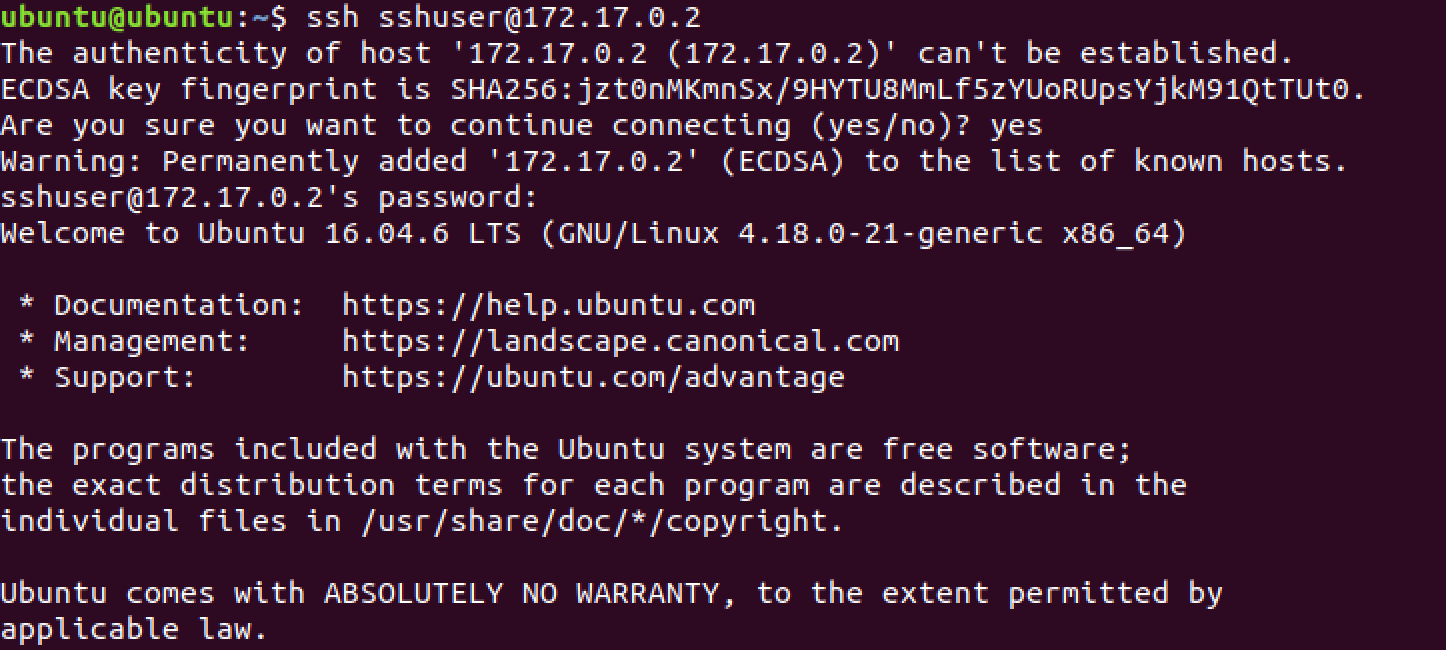 ubuntu@ubuntu:~$ ssh sshuser@172.17.0.2
The authenticity of host '172.17.0.2 (172.17.0.2)' can't be established.
ECDSA key fingerprint is SHA256:jzt0nMKmnSx/9HYTU8MmLf5zYUoRUpsYjkM91QtTUt0.
Are you sure you want to continue connecting (yes/no)? yes
Warning: Permanently added '172.17.0.2' (ECDSA) to the list of known hosts.
sshuser@172.17.0.2's password:
Welcome to Ubuntu 16.04.6 LTS (GNU/Linux 4.18.0-21-generic x86_64)
* Documentation:  https://help.ubuntu.com
* Management:     https://landscape.canonical.com
* Support:        https://ubuntu.com/advantage
The programs included with the Ubuntu system are free software;
the exact distribution terms for each program are described in the
individual files in /usr/share/doc/*/copyright.
Ubuntu comes with ABSOLUTELY NO WARRANTY, to the extent permitted by
applicable law.